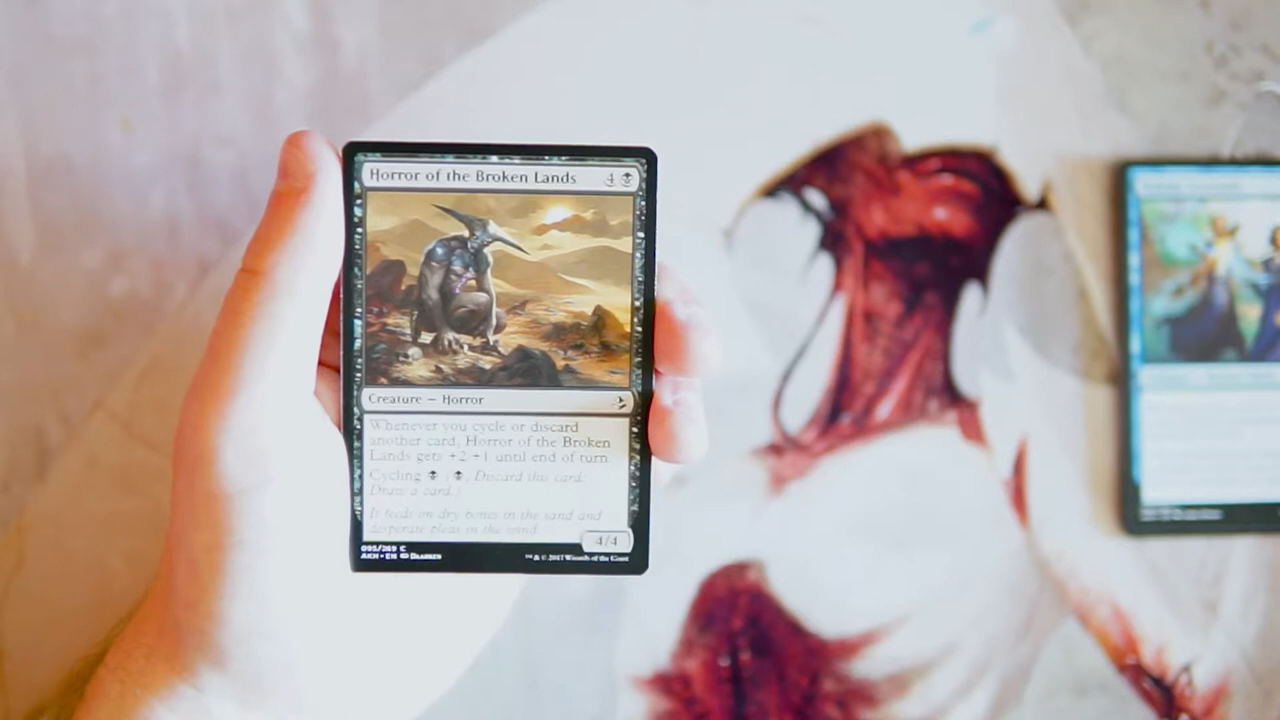 Horror of the Broken Lands 4
Creature — Horror
Whenever you cycle or discard
another card, Horror of the Broken
Lands gets +2/+1 until end of turn.
Cycling (, Discard this card:
Draw a card.)
It feeds on dry bones in the sand and
desperate pleas in the wind.
4/4
095/269 C
AKH • EN Daarken
™ & © 2017 Wizards of the Coast